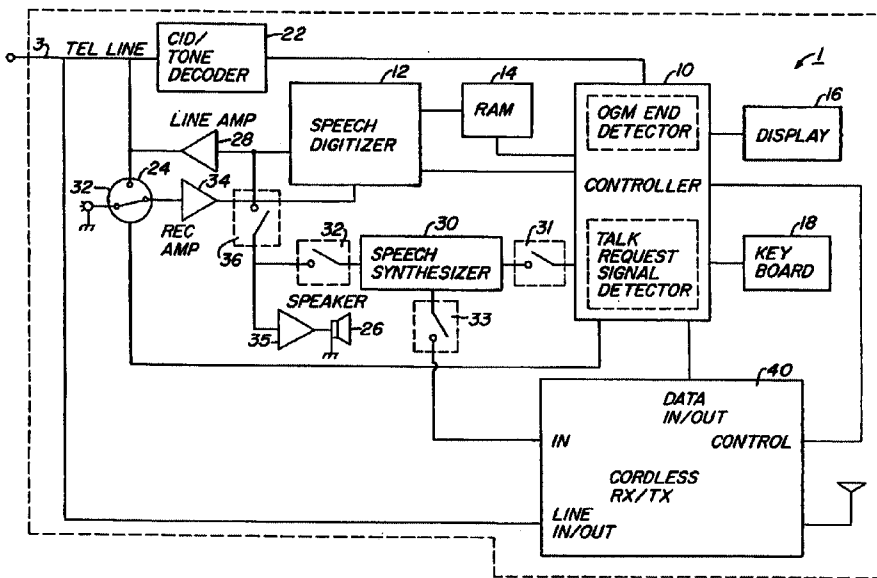 3
TEL LINE
CID/
TONE
DECODER
22
12
SPEECH
DIGITIZER
14
RAM
10
OGM END
DETECTOR
CONTROLLER
TALK
REQUEST
SIGNAL
DETECTOR
1
16
DISPLAY
18
KEY
BOARD
LINE AMP
28
24
32
34
REC
AMP
36
32
30
SPEECH
SYNTHESIZER
31
33
SPEAKER
35
26
40
DATA
IN/OUT
IN
CONTROL
CORDLESS
RX/TX
LINE
IN/OUT